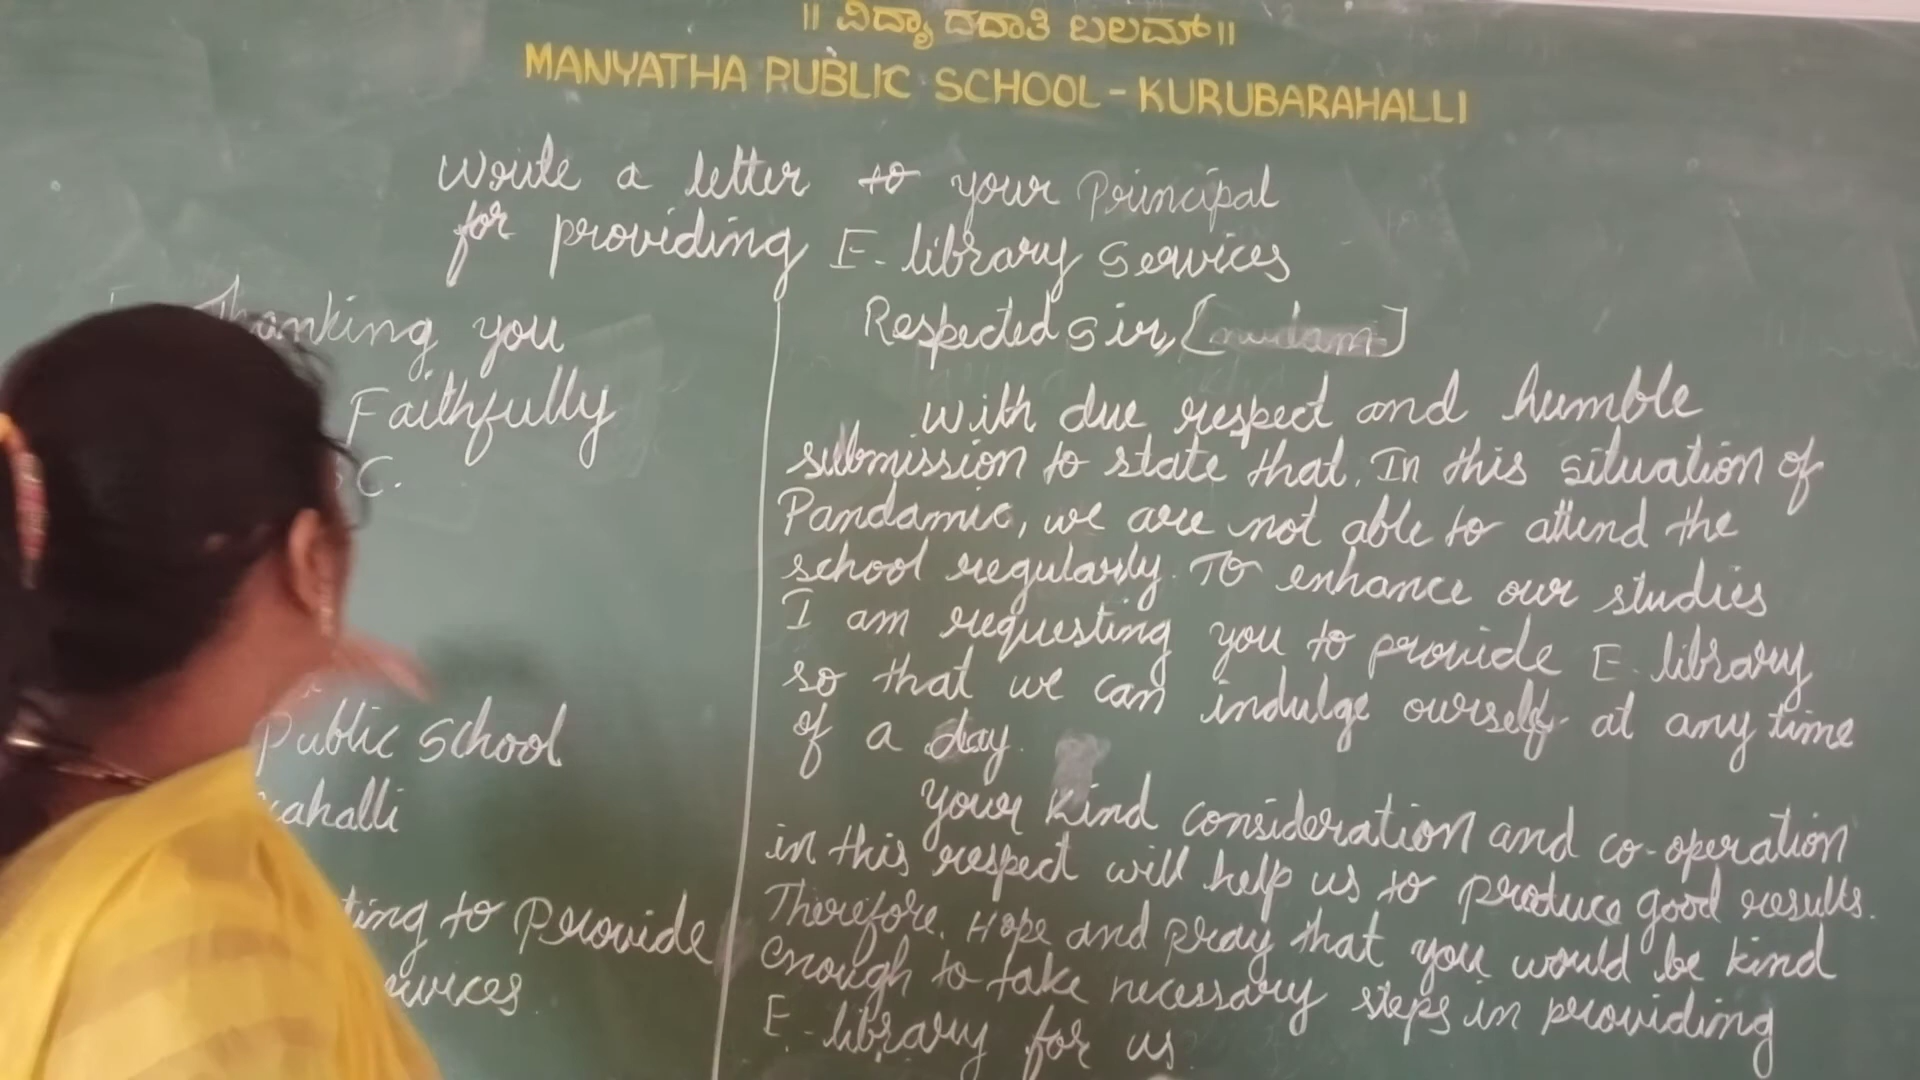 ॥ ವಿದ್ಯಾ ದದಾತಿ ಬಲಮ್ ॥
MANYATHA PUBLIC SCHOOL - KURUBARAHALLI
Write a letter to your Principal
for providing E-library services
Thanking you
Faithfully
C.
Public School
ahalli
ting to provide
vices.
Respected Sir, [madam]
With due respect and humble
submission to state that. In this situation of
Pandamic, we are not able to attend the
school regularly. To enhance our studies
I am requesting you to provide E-library
so that we can indulge ourself at any time
of a day.
Your kind consideration and co-operation
in this respect will help us to produce good results.
Therefore. Hope and pray that you would be kind
enough to take necessary steps in providing
E-library for us